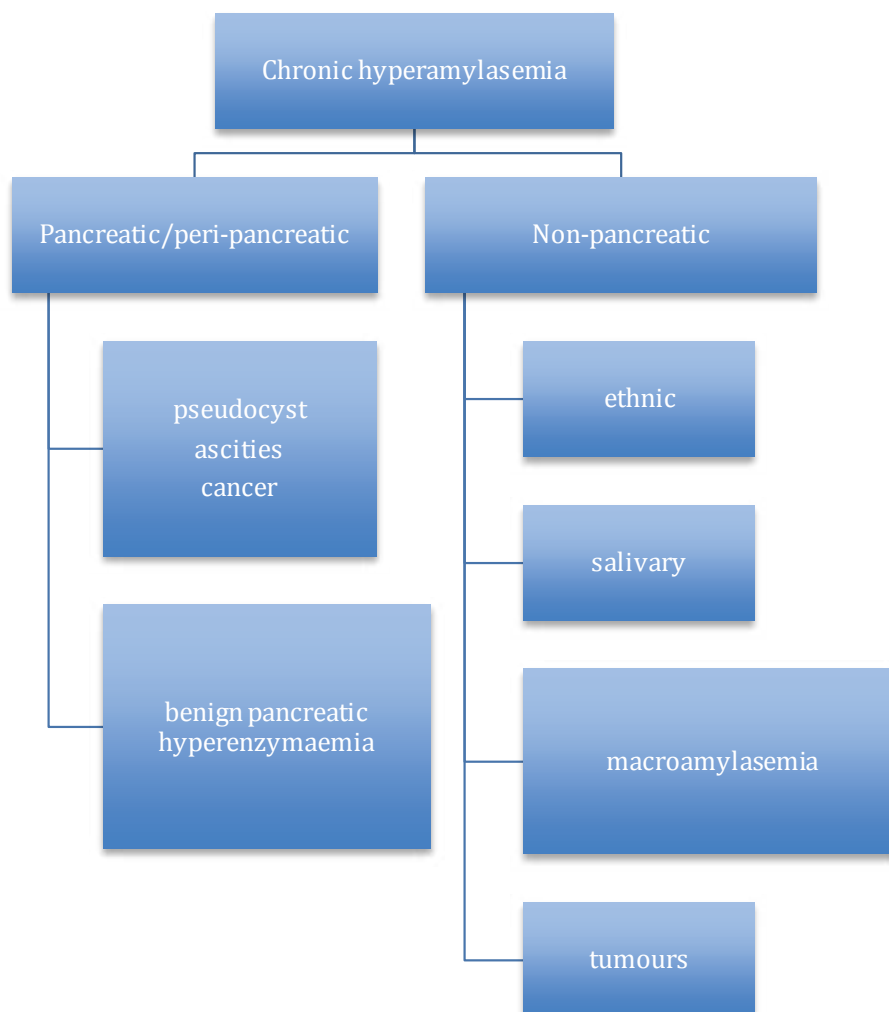 Chronic hyperamylasemia
Pancreatic/peri-pancreatic
pseudocyst
ascities
cancer
benign pancreatic
hyperenzymaemia
Non-pancreatic
ethnic
salivary
macroamylasemia
tumours